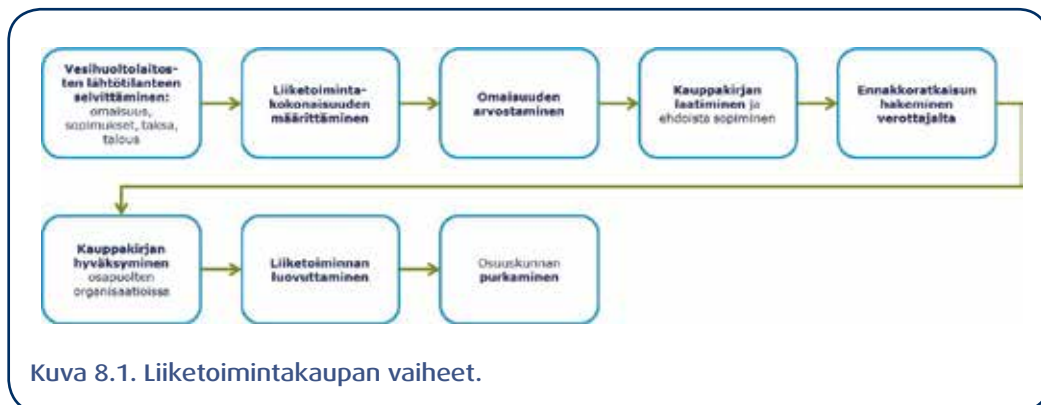 Vesihuoltolaitos-
ten lähtötilanteen
selvittäminen:
omaisuus,
sopimukset, taksa,
talous
Liiketoiminta-
kokonaisuuden
määrittäminen
Omaisuuden
arvostaminen
Kauppakirjan
laatiminen ja
ehdoista sopiminen
Ennakkoratkaisun
hakeminen
verottajalta
Kauppakirjan
hyväksyminen
osapuolten
organisaatioissa
Liiketoiminnan
luovuttaminen
Osuuskunnan
purkaminen
Kuva 8.1. Liiketoimintakaupan vaiheet.